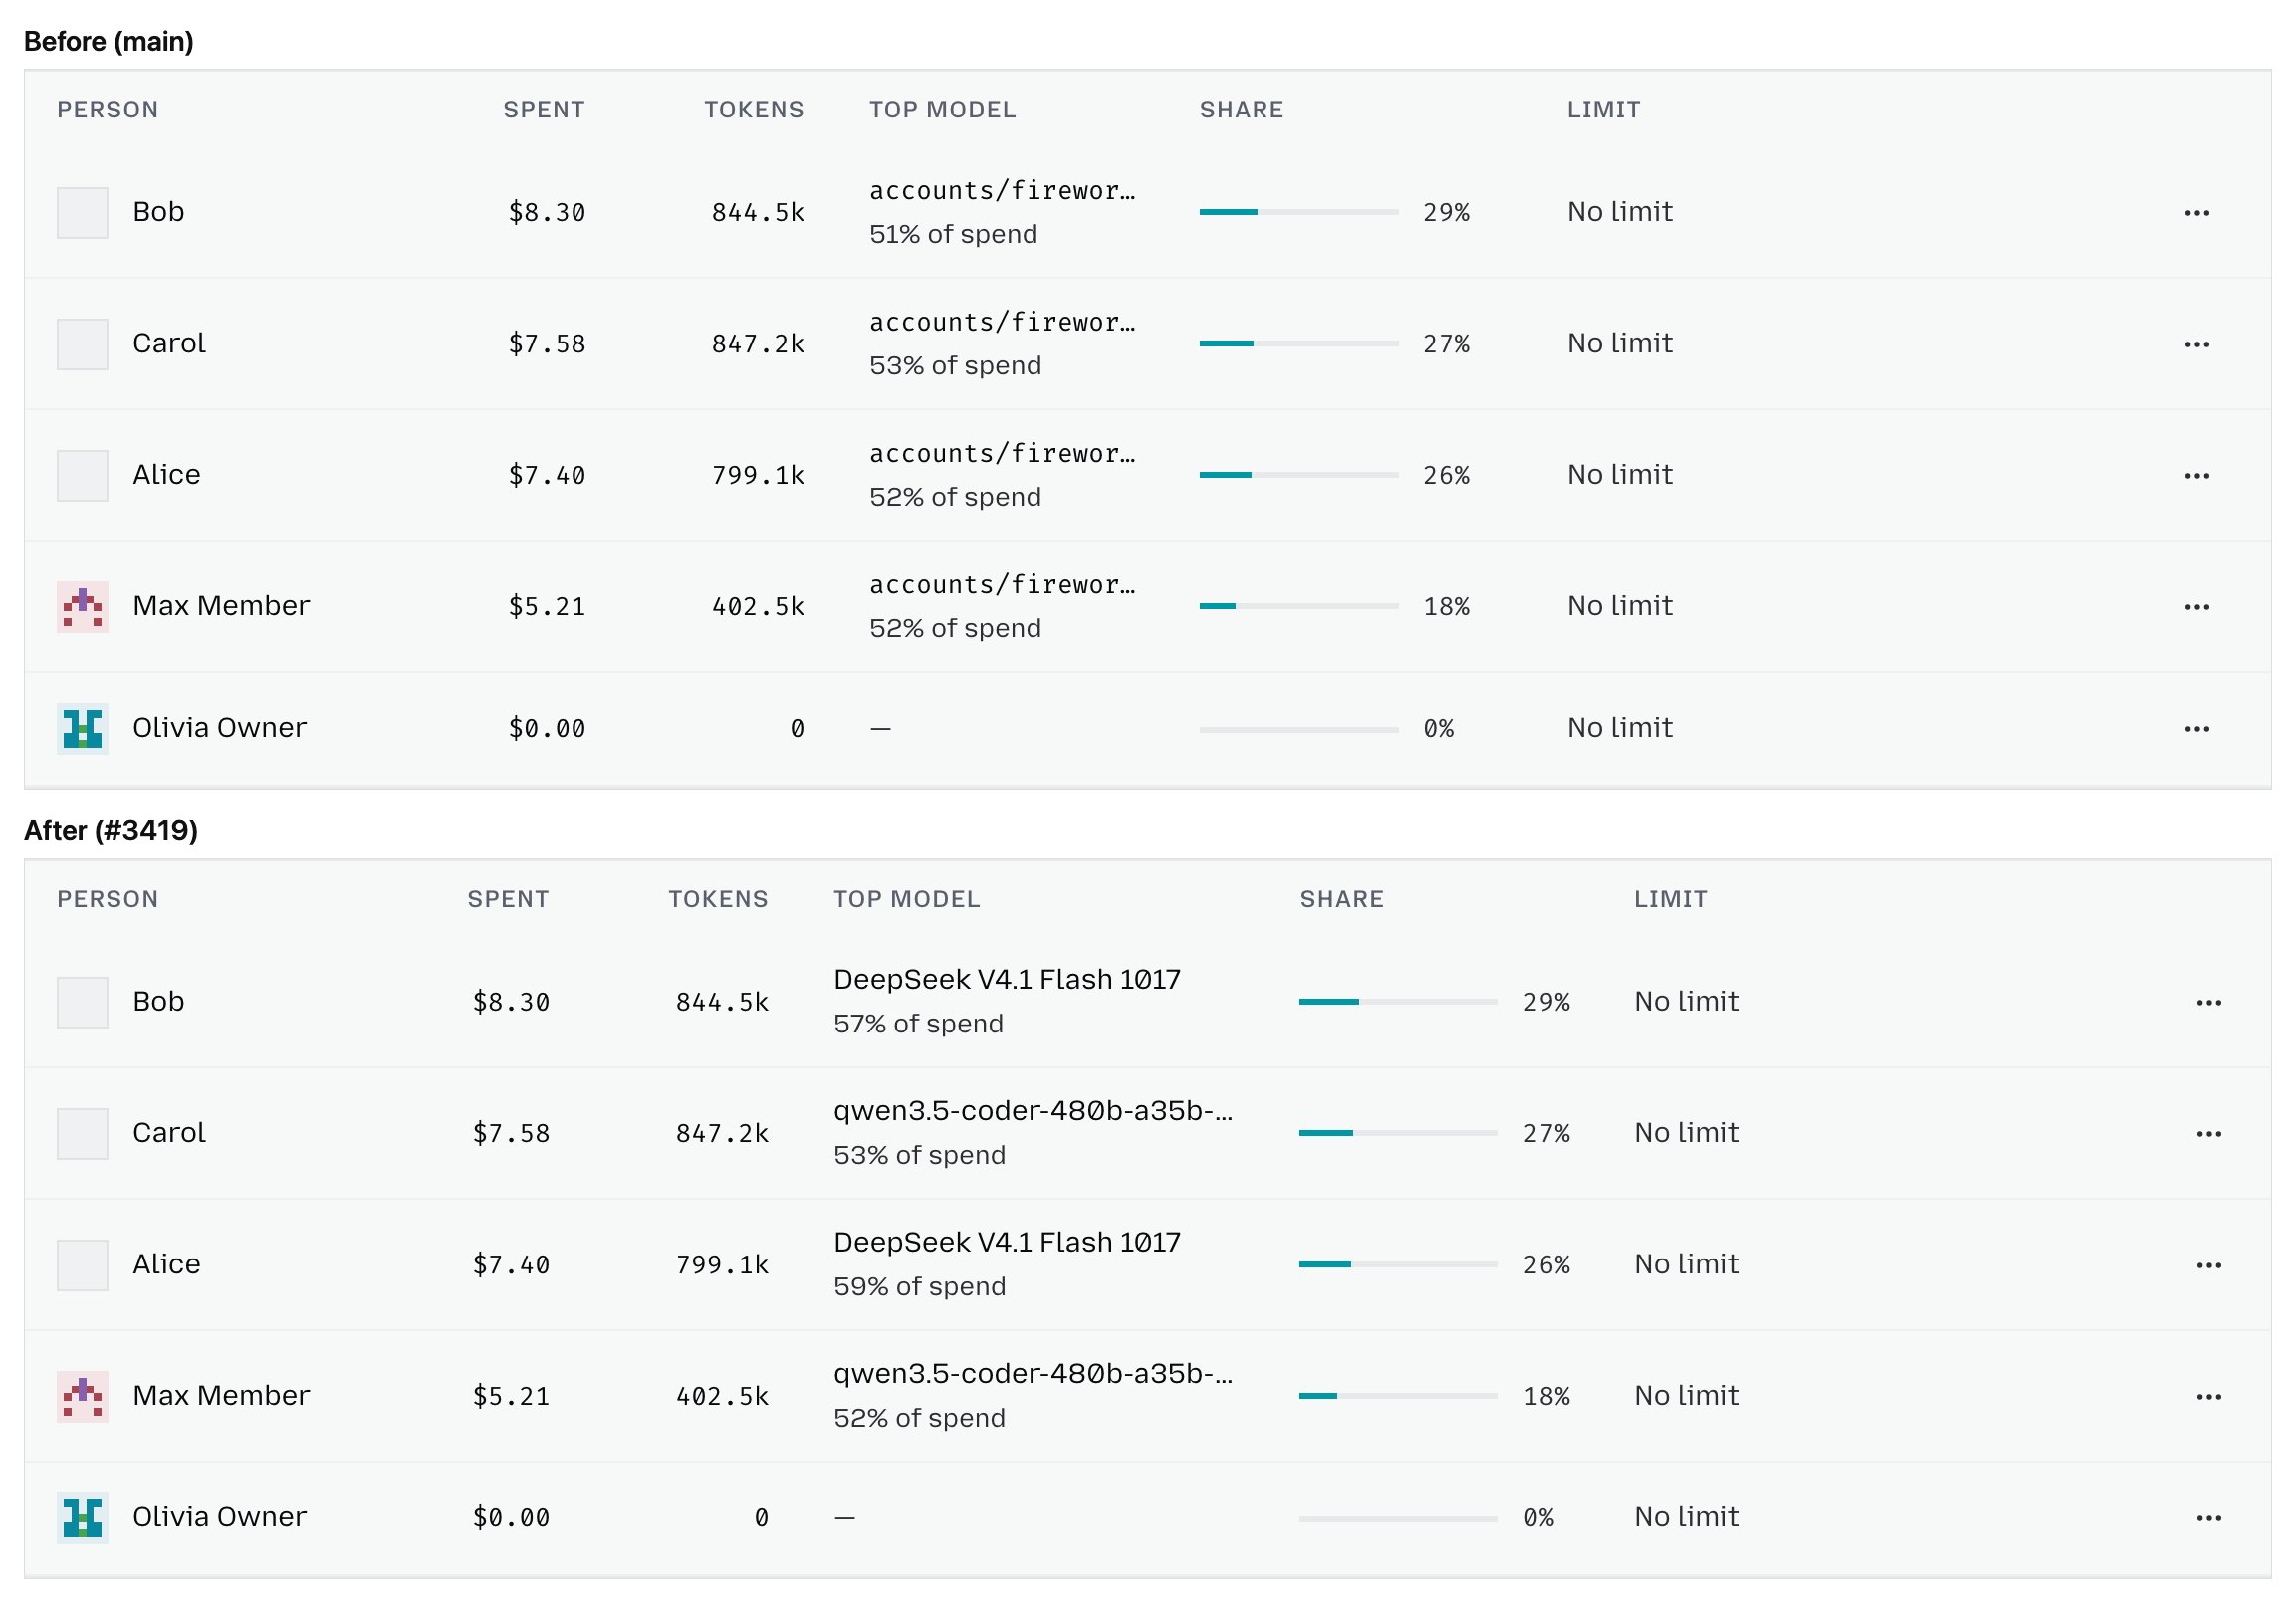 Before (main)
PERSON SPENT TOKENS TOP MODEL SHARE LIMIT
Bob $8.30 844.5k accounts/firewor… 29% No limit
51% of spend
Carol $7.58 847.2k accounts/firewor… 27% No limit
53% of spend
Alice $7.40 799.1k accounts/firewor… 26% No limit
52% of spend
Max Member $5.21 402.5k accounts/firewor… 18% No limit
52% of spend
Olivia Owner $0.00 0 — 0% No limit
After (#3419)
PERSON SPENT TOKENS TOP MODEL SHARE LIMIT
Bob $8.30 844.5k DeepSeek V4.1 Flash 1017 29% No limit
57% of spend
Carol $7.58 847.2k qwen3.5-coder-480b-a35b-… 27% No limit
53% of spend
Alice $7.40 799.1k DeepSeek V4.1 Flash 1017 26% No limit
59% of spend
Max Member $5.21 402.5k qwen3.5-coder-480b-a35b-… 18% No limit
52% of spend
Olivia Owner $0.00 0 — 0% No limit